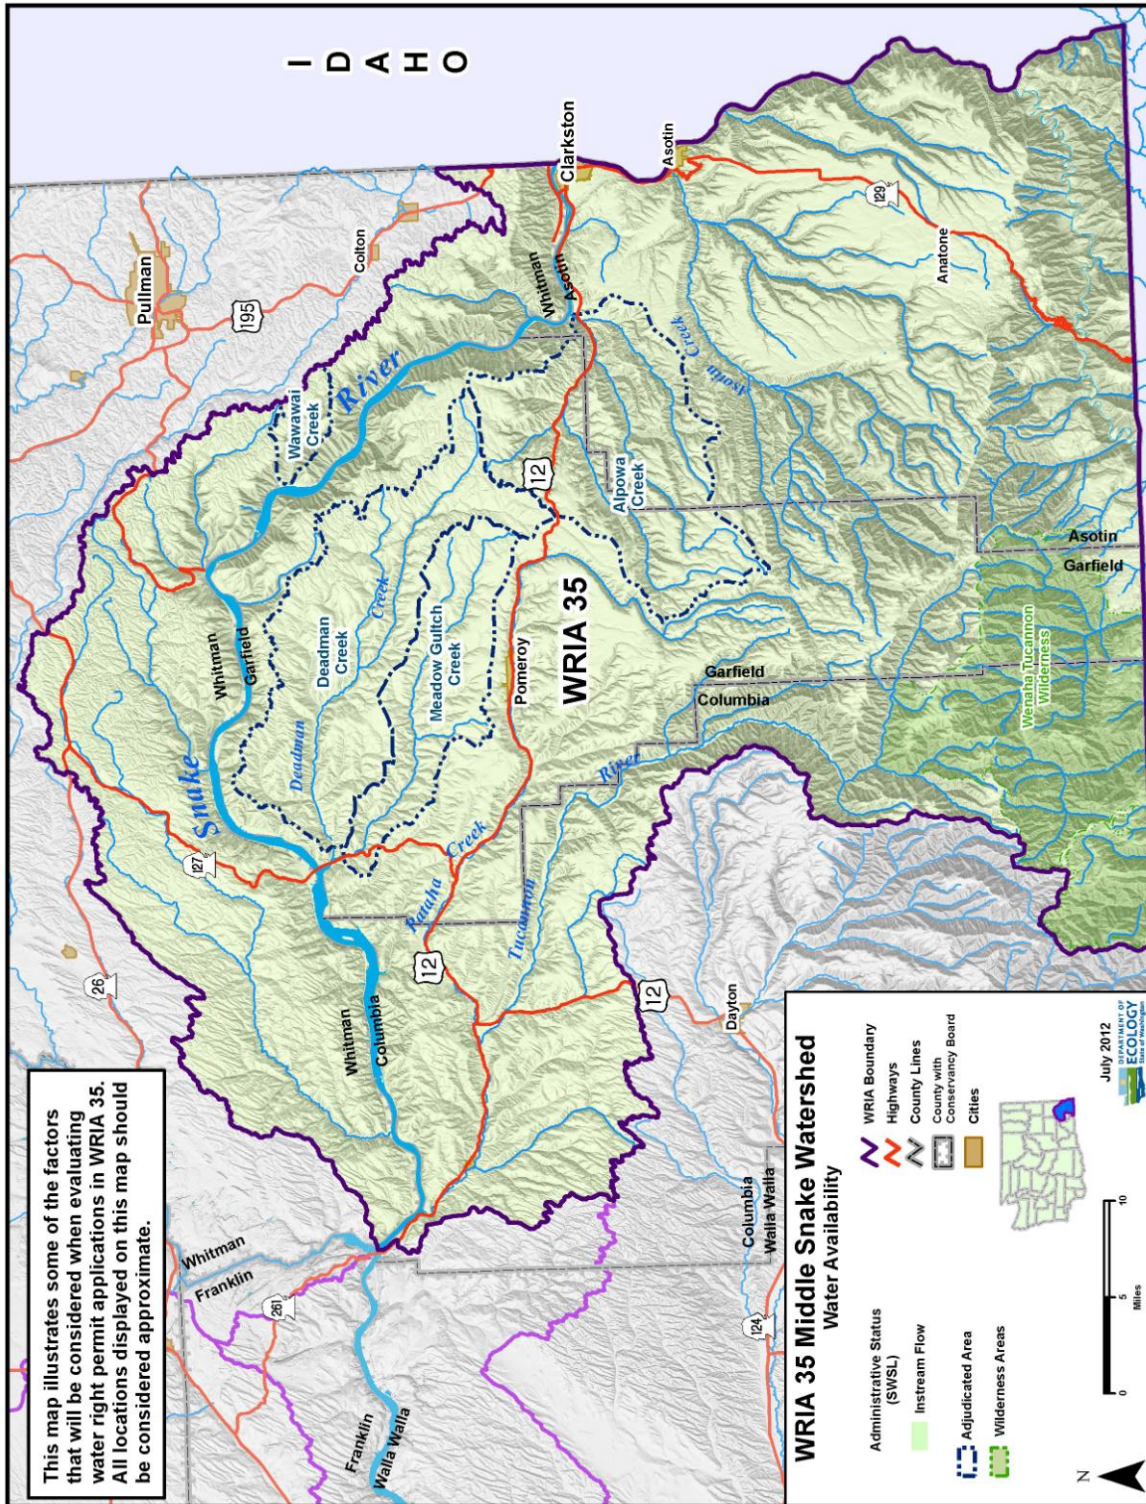 This map illustrates some of the factors
that will be considered when evaluating
water right permit applications in WRIA 35.
All locations displayed on this map should
be considered approximate.
IDAHO
Pullman
195
Colton
26
127
Snake
River
Wawawai
Creek
Whitman
Garfield
Whitman
Asotin
Clarkston
Asotin
Deadman
Creek
Deadman
Creek
Meadow Gultch
Creek
12
Alpowa
Creek
Asotin
Creek
129
Anatone
Pomeroy
WRIA 35
Whitman
Columbia
Pataha
Creek
12
Tucannon
River
Garfield
Columbia
Asotin
Garfield
Wenaha Tucannon
Wilderness
Whitman
Franklin
261
Franklin
Walla Walla
12
Dayton
Columbia
Walla Walla
124
WRIA 35 Middle Snake Watershed
Water Availability
Administrative Status
(SWSL)
Instream Flow
Adjudicated Area
Wilderness Areas
WRIA Boundary
Highways
County Lines
County with
Conservancy Board
Cities
N
0
5
10
Miles
July 2012
DEPARTMENT OF
ECOLOGY
State of Washington